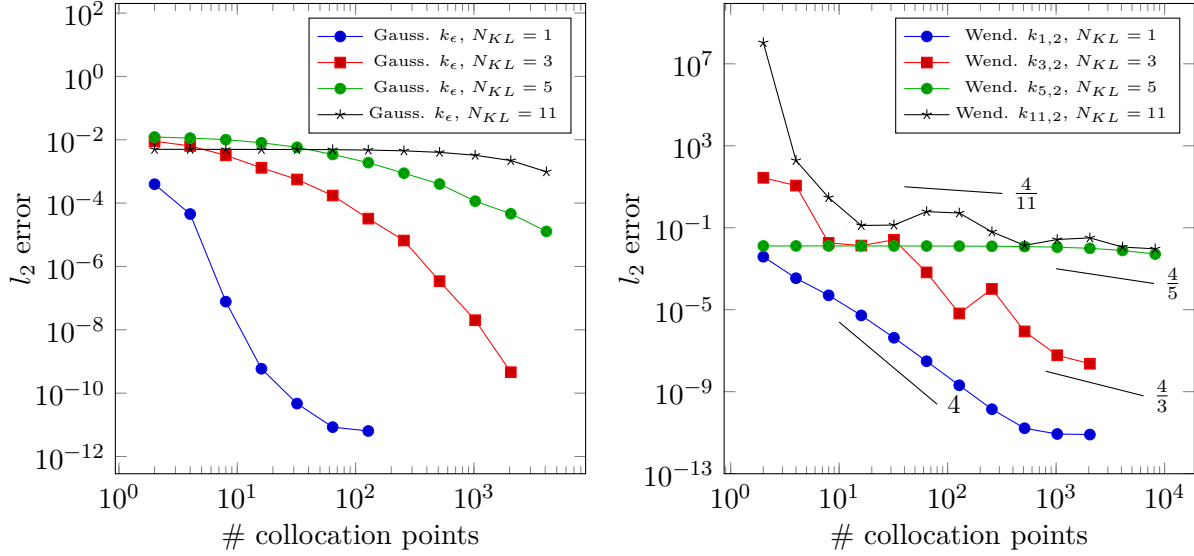 10^2
10^0
10^−2
10^−4
10^−6
10^−8
10^−10
10^−12
l_2 error
10^0 10^1 10^2 10^3
# collocation points
Gauss. k_ϵ, N_KL = 1
Gauss. k_ϵ, N_KL = 3
Gauss. k_ϵ, N_KL = 5
Gauss. k_ϵ, N_KL = 11
10^7
10^3
10^−1
10^−5
10^−9
10^−13
l_2 error
10^0 10^1 10^2 10^3 10^4
# collocation points
Wend. k_1,2, N_KL = 1
Wend. k_3,2, N_KL = 3
Wend. k_5,2, N_KL = 5
Wend. k_11,2, N_KL = 11
4/11
4/5
4/3
4